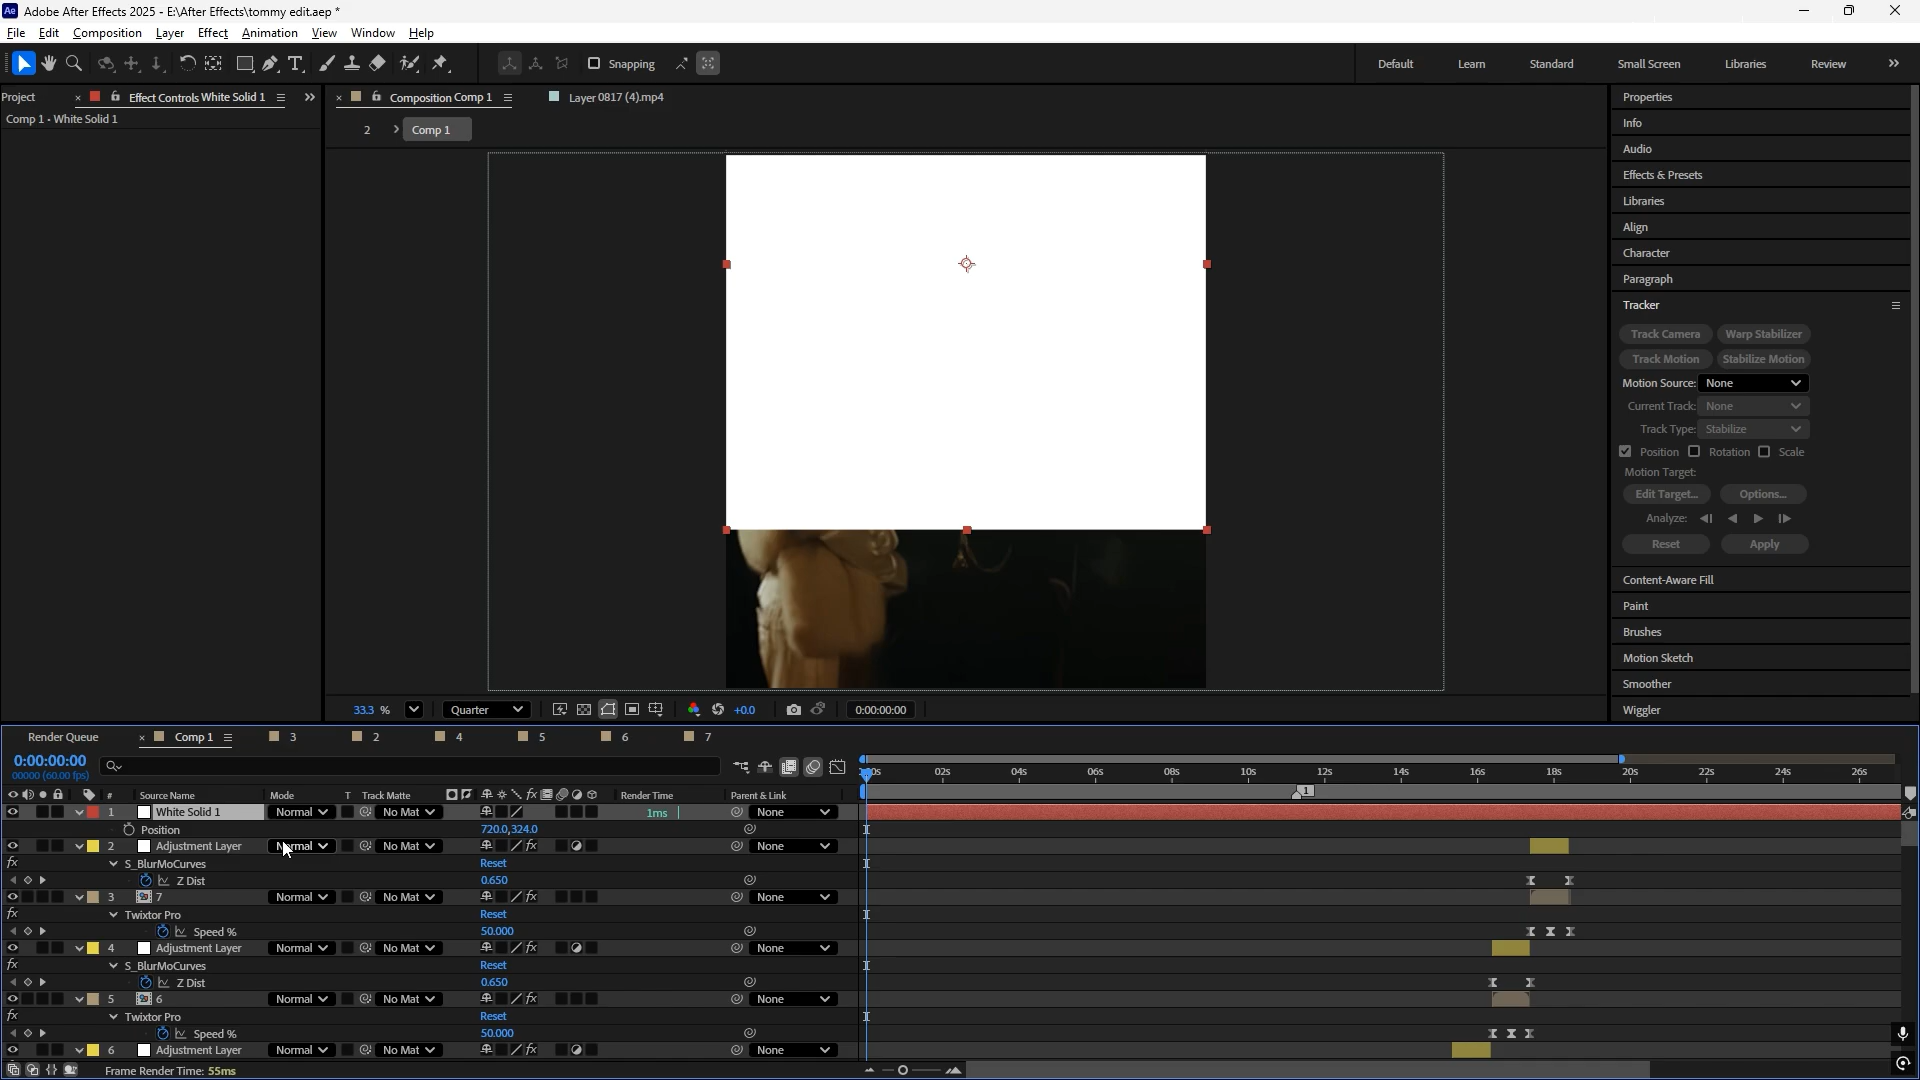 Adobe After Effects 2025 - E:\After Effects\tommy edit.aep *
File Edit Composition Layer Effect Animation View Window Help
Snapping Default Learn Standard Small Screen Libraries Review
Project Effect Controls White Solid 1 Composition Comp 1 Layer 0817 (4).mp4
Comp 1 • White Solid 1
2 Comp 1
Properties
Info
Audio
Effects & Presets
Libraries
Align
Character
Paragraph
Tracker
Track Camera Warp Stabilizer
Track Motion Stabilize Motion
Motion Source: None
Current Track: None
Track Type: Stabilize
Position Rotation Scale
Motion Target:
Edit Target... Options...
Analyze:
Reset Apply
Content-Aware Fill
Paint
Brushes
Motion Sketch
Smoother
Wiggler
33.3 % Quarter +0.0 0:00:00:00
Render Queue Comp 1 3 2 4 5 6 7
0:00:00:00
00000 (60.00 fps)
02s 04s 06s 08s 10s 12s 14s 16s 18s 20s 22s 24s 26s
# Source Name Mode T Track Matte fx Render Time Parent & Link 1
1 White Solid 1 Normal No Mat 1ms None
Position 720.0,324.0
2 Adjustment Layer Normal No Mat fx None
fx S_BlurMoCurves Reset
Z Dist 0.650
3 7 Normal No Mat fx None
fx Twixtor Pro Reset
Speed % 50.000
4 Adjustment Layer Normal No Mat fx None
fx S_BlurMoCurves Reset
Z Dist 0.650
5 6 Normal No Mat fx None
fx Twixtor Pro Reset
Speed % 50.000
6 Adjustment Layer Normal No Mat fx None
Frame Render Time: 55ms